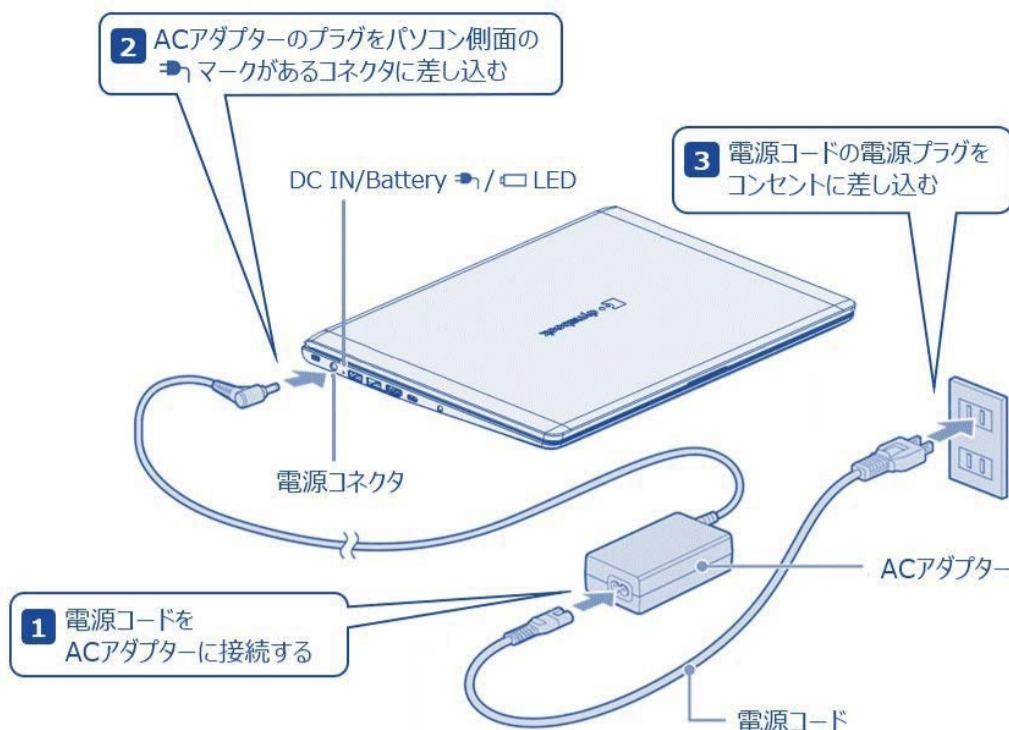 2 ACアダプターのプラグをパソコン側面の
マークがあるコネクタに差し込む
3 電源コードの電源プラグを
コンセントに差し込む
DC IN/Battery / LED
dynabook
電源コネクタ
ACアダプター
1 電源コードを
ACアダプターに接続する
電源コード